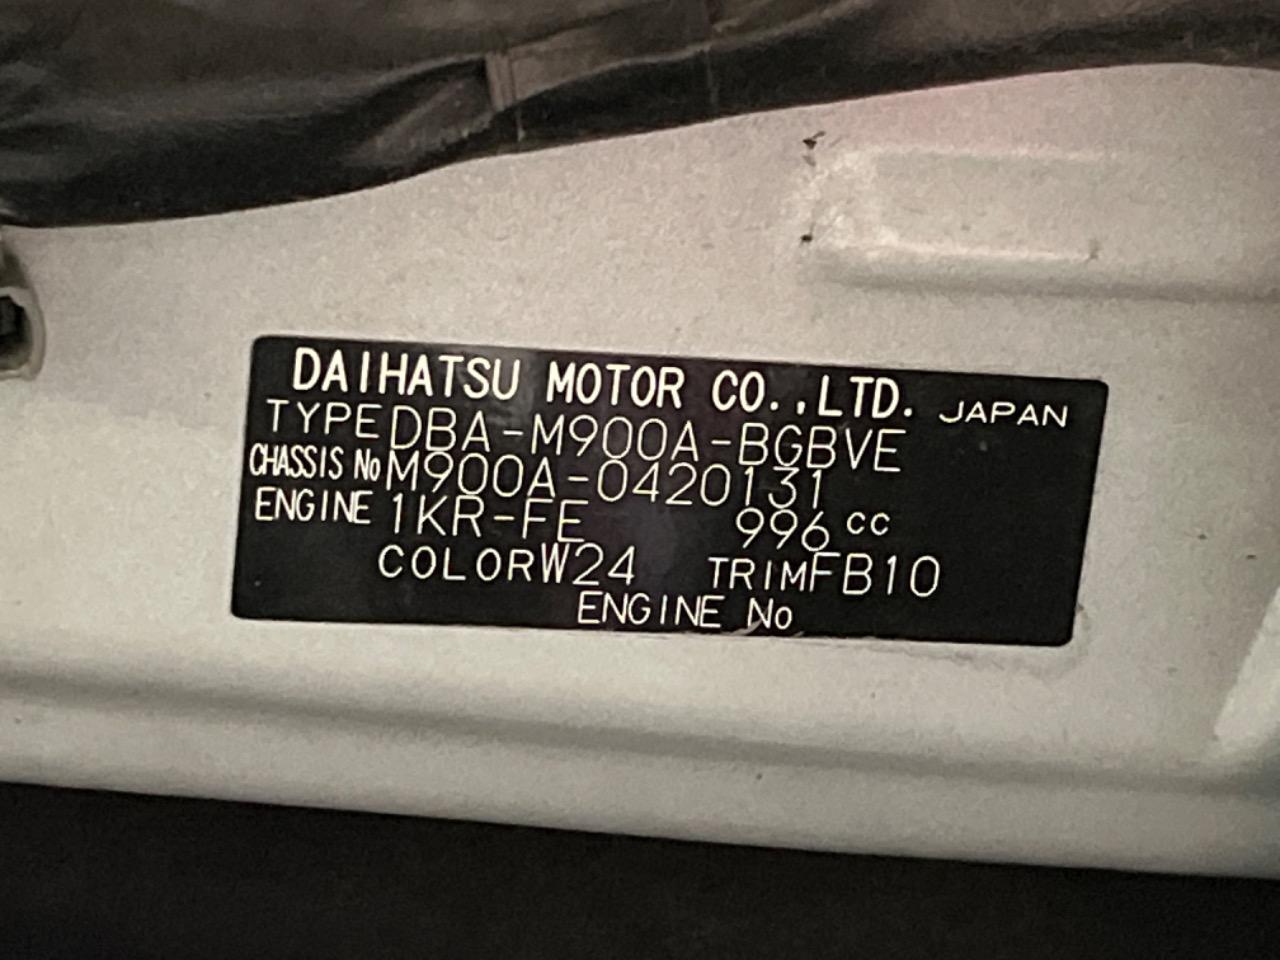 DAIHATSU MOTOR CO.,LTD. JAPAN
TYPE DBA-M900A-BGBVE
CHASSIS No M900A-0420131
ENGINE 1KR-FE 996 cc
COLOR W24 TRIM FB10
ENGINE No